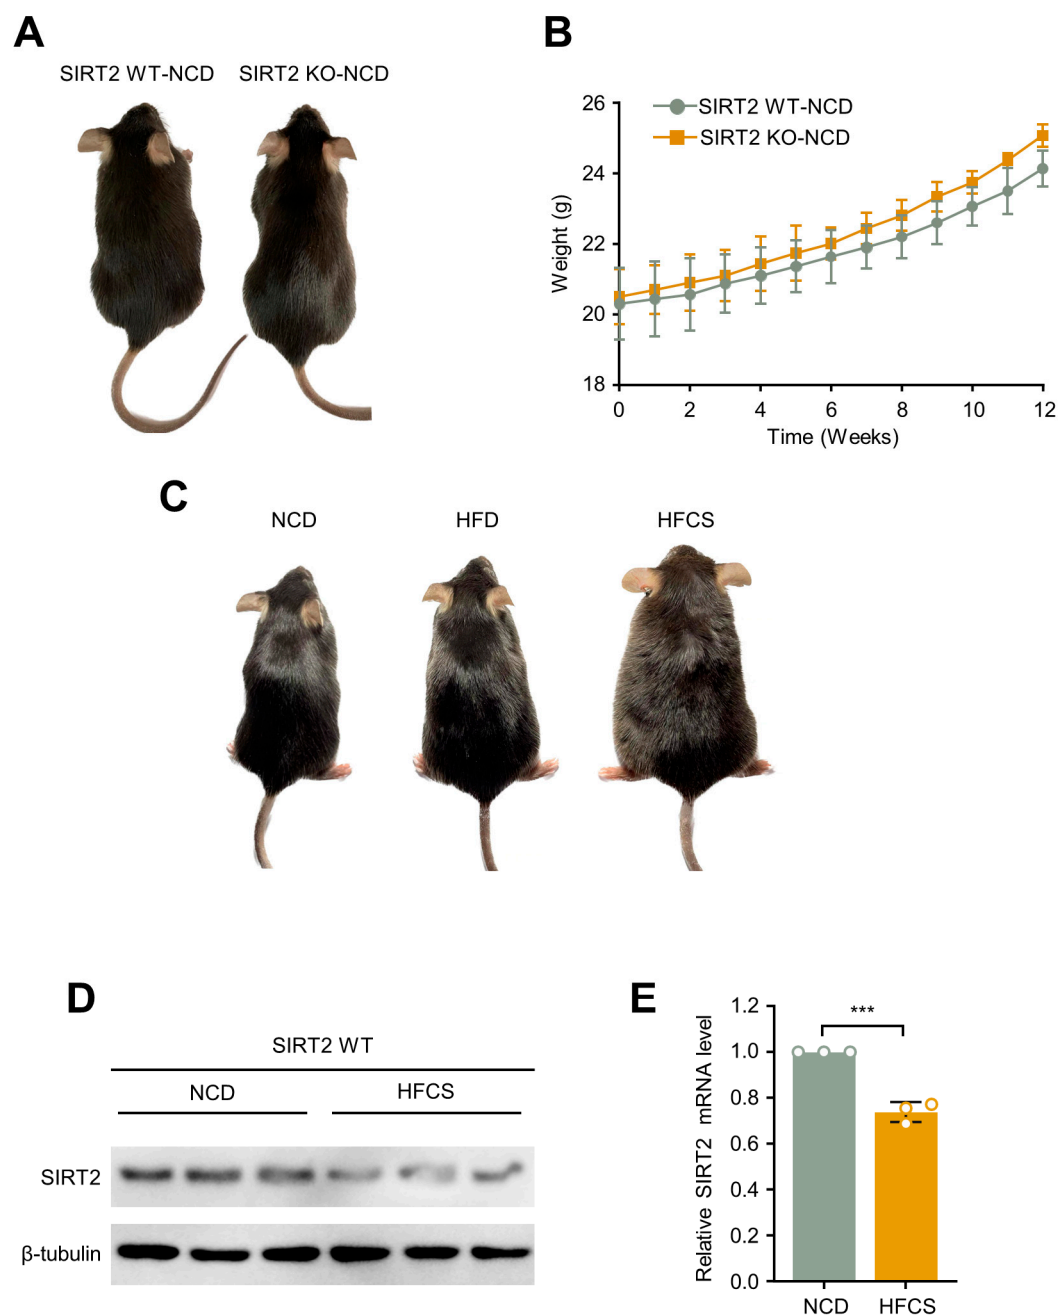 A
SIRT2 WT-NCD
SIRT2 KO-NCD
B
SIRT2 WT-NCD
SIRT2 KO-NCD
Weight (g)
26
24
22
20
18
0 2 4 6 8 10 12
Time (Weeks)
C
NCD HFD HFCS
D
SIRT2 WT
NCD HFCS
SIRT2
β-tubulin
E
Relative SIRT2 mRNA level
1.2
1.0
0.8
0.6
0.4
0.2
0.0
***
NCD HFCS